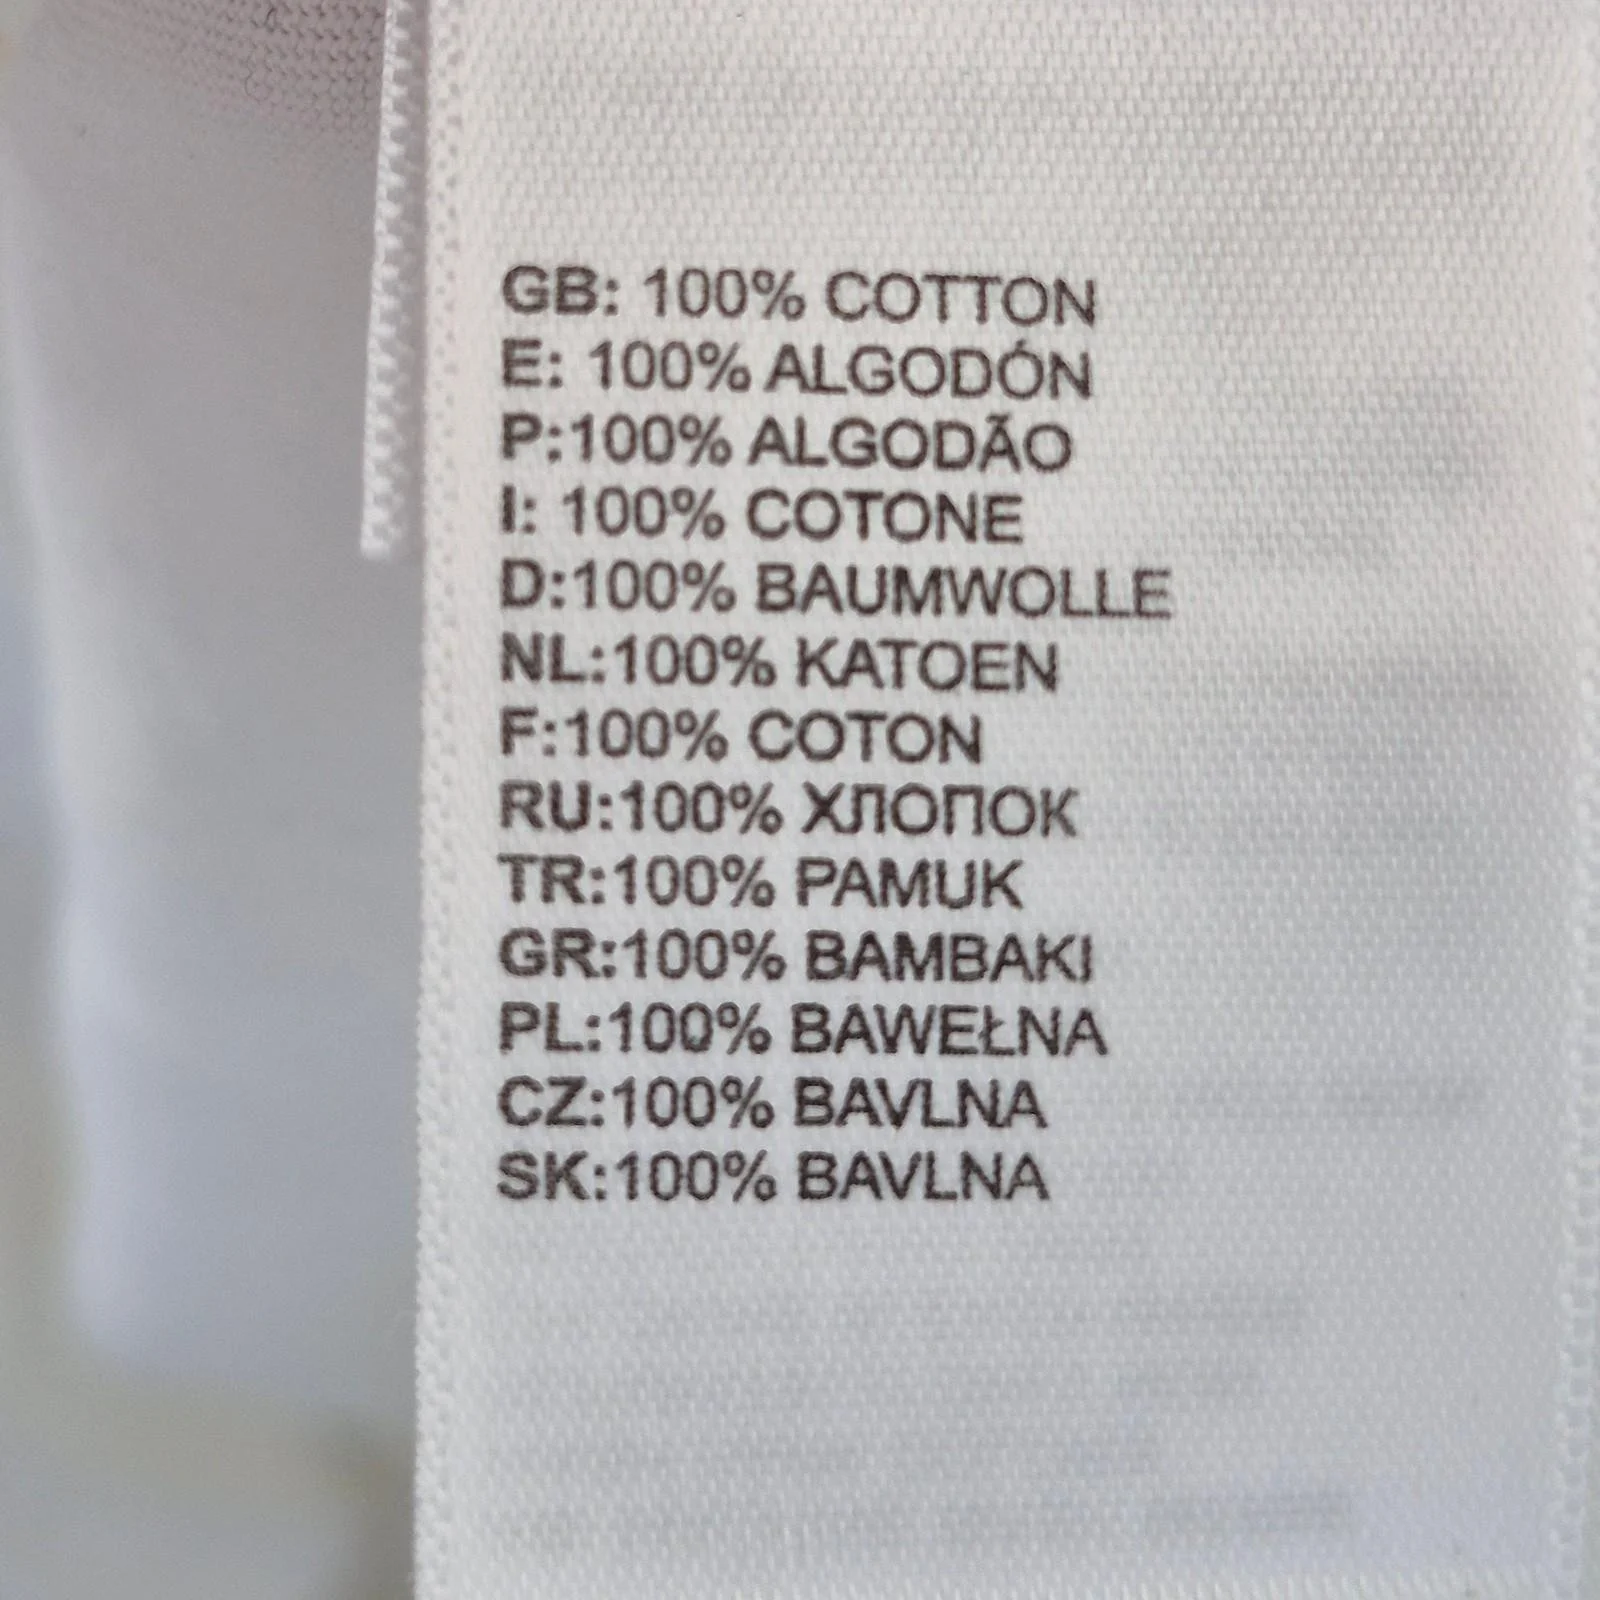 GB: 100% COTTON
E: 100% ALGODÓN
P:100% ALGODÃO
I: 100% COTONE
D:100% BAUMWOLLE
NL:100% KATOEN
F:100% COTON
RU:100% ХЛОПОК
TR:100% PAMUK
GR:100% BAMBAKI
PL:100% BAWEŁNA
CZ:100% BAVLNA
SK:100% BAVLNA